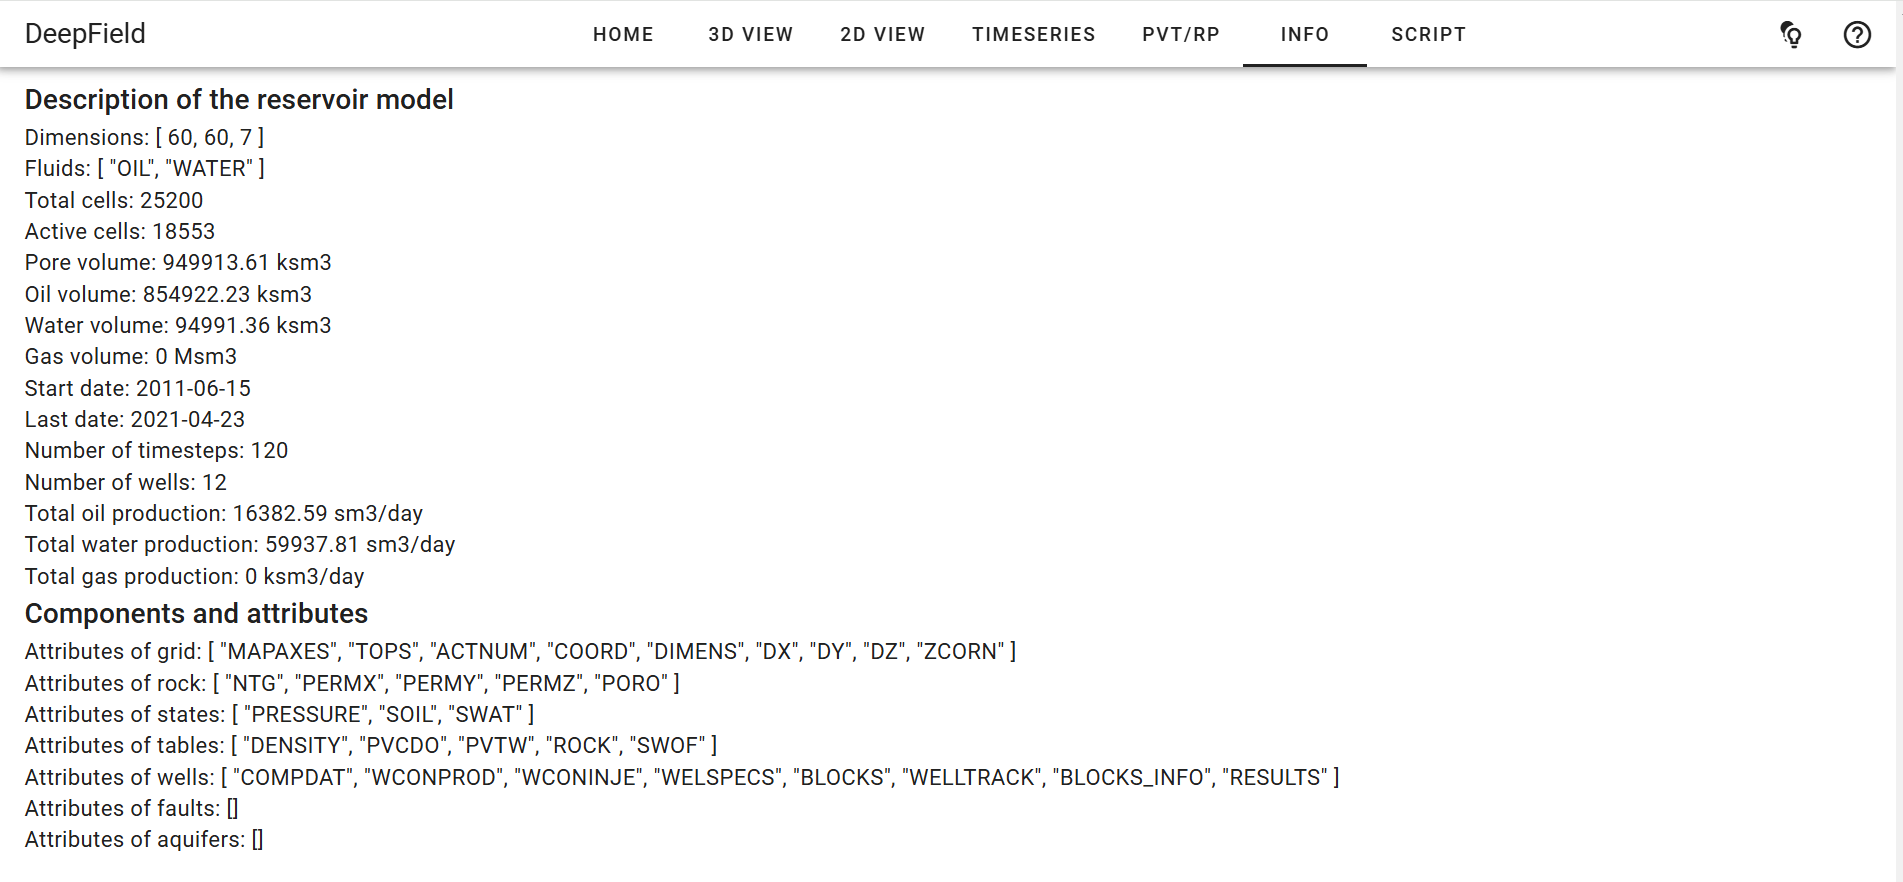 DeepField
HOME 3D VIEW 2D VIEW TIMESERIES PVT/RP INFO SCRIPT
Description of the reservoir model
Dimensions: [ 60, 60, 7 ]
Fluids: [ "OIL", "WATER" ]
Total cells: 25200
Active cells: 18553
Pore volume: 949913.61 ksm3
Oil volume: 854922.23 ksm3
Water volume: 94991.36 ksm3
Gas volume: 0 Msm3
Start date: 2011-06-15
Last date: 2021-04-23
Number of timesteps: 120
Number of wells: 12
Total oil production: 16382.59 sm3/day
Total water production: 59937.81 sm3/day
Total gas production: 0 ksm3/day
Components and attributes
Attributes of grid: [ "MAPAXES", "TOPS", "ACTNUM", "COORD", "DIMENS", "DX", "DY", "DZ", "ZCORN" ]
Attributes of rock: [ "NTG", "PERMX", "PERMY", "PERMZ", "PORO" ]
Attributes of states: [ "PRESSURE", "SOIL", "SWAT" ]
Attributes of tables: [ "DENSITY", "PVCDO", "PVTW", "ROCK", "SWOF" ]
Attributes of wells: [ "COMPDAT", "WCONPROD", "WCONINJE", "WELSPECS", "BLOCKS", "WELLTRACK", "BLOCKS_INFO", "RESULTS" ]
Attributes of faults: []
Attributes of aquifers: []